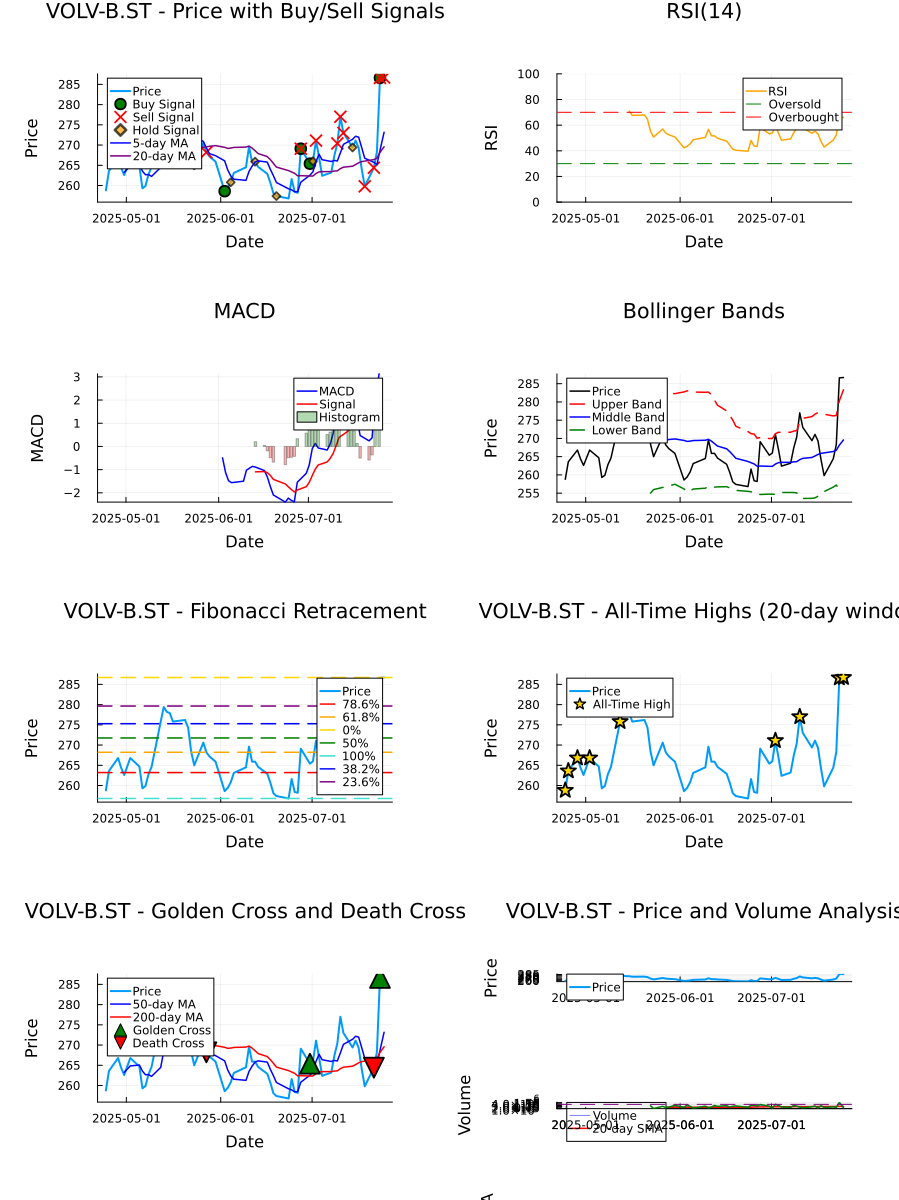 VOLV-B.ST - Price with Buy/Sell Signals
Price
285
280
275
270
265
260
Price
Buy Signal
Sell Signal
Hold Signal
5-day MA
20-day MA
2025-05-01
2025-06-01
2025-07-01
Date
RSI(14)
RSI
100
80
60
40
20
0
RSI
Oversold
Overbought
2025-05-01
2025-06-01
2025-07-01
Date
MACD
MACD
3
2
1
0
−1
−2
MACD
Signal
Histogram
2025-05-01
2025-06-01
2025-07-01
Date
Bollinger Bands
Price
285
280
275
270
265
260
255
Price
Upper Band
Middle Band
Lower Band
2025-05-01
2025-06-01
2025-07-01
Date
VOLV-B.ST - Fibonacci Retracement
Price
285
280
275
270
265
260
Price
78.6%
61.8%
0%
50%
100%
38.2%
23.6%
2025-05-01
2025-06-01
2025-07-01
Date
VOLV-B.ST - All-Time Highs (20-day windo
Price
285
280
275
270
265
260
Price
All-Time High
2025-05-01
2025-06-01
2025-07-01
Date
VOLV-B.ST - Golden Cross and Death Cross
Price
285
280
275
270
265
260
Price
50-day MA
200-day MA
Golden Cross
Death Cross
2025-05-01
2025-06-01
2025-07-01
Date
VOLV-B.ST - Price and Volume Analysis
Price
Price
2025-06-01
2025-07-01
Volume
Volume
20-day SMA
2025-05-01
2025-06-01
2025-07-01